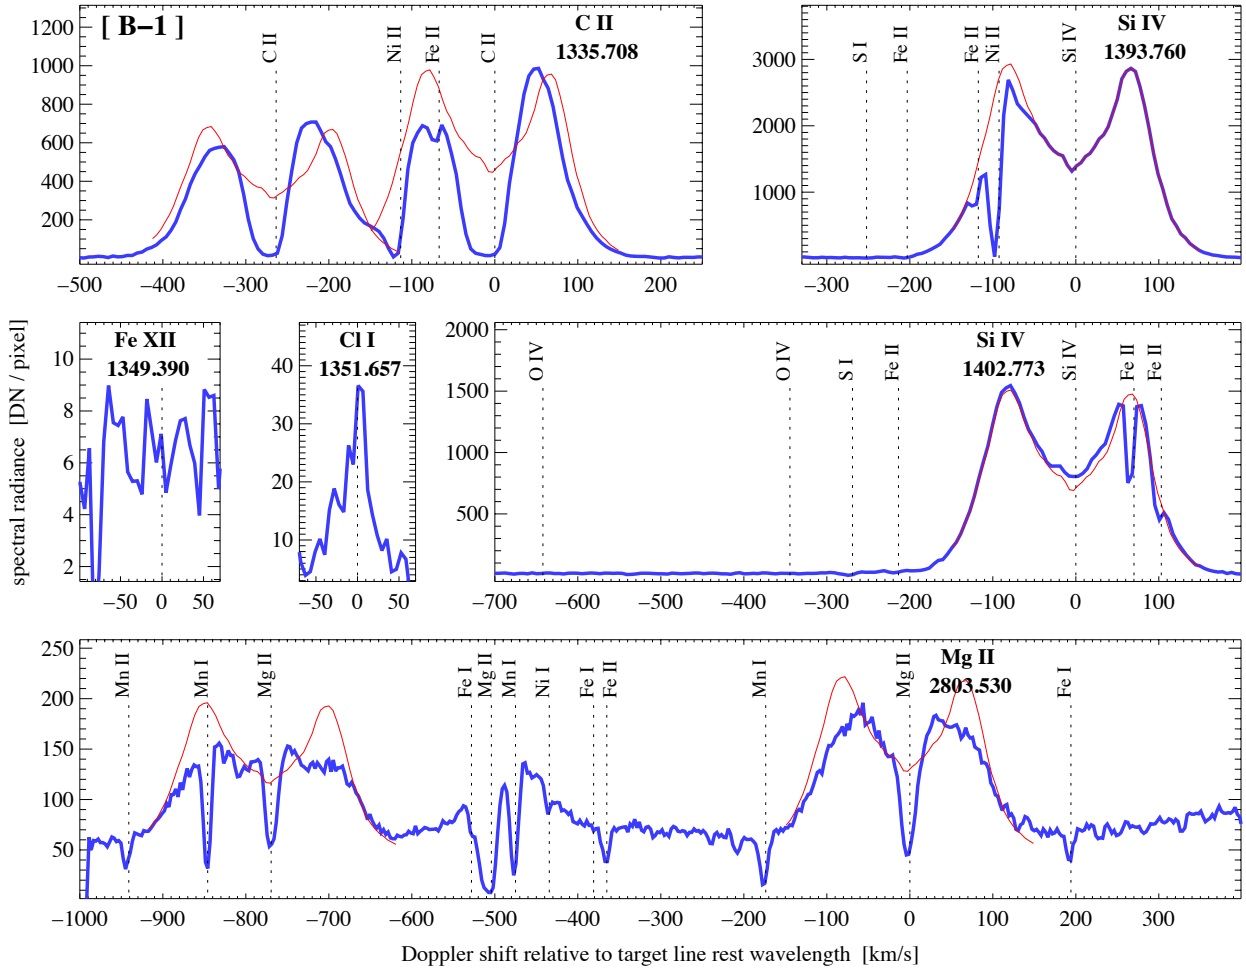 [ B–1 ]
C II
1335.708
C II
Ni II
Fe II
C II
1200
1000
800
600
400
200
−500
−400
−300
−200
−100
0
100
200
Si IV
1393.760
S I
Fe II
Fe II
Ni II
Si IV
3000
2000
1000
−300
−200
−100
0
100
200
300
spectral radiance [DN / pixel]
Fe XII
1349.390
10
8
6
4
2
−50
0
50
Cl I
1351.657
40
30
20
10
−50
0
50
Si IV
1402.773
O IV
O IV
S I
Fe II
Si IV
Fe II
Fe II
2000
1500
1000
500
−700
−600
−500
−400
−300
−200
−100
0
100
Mg II
2803.530
Mn II
Mn I
Mg II
Fe I
Mg II
Mn I
Ni I
Fe I
Fe II
Mn I
Mg II
Fe I
250
200
150
100
50
−1000
−900
−800
−700
−600
−500
−400
−300
−200
−100
0
100
200
300
Doppler shift relative to target line rest wavelength [km/s]